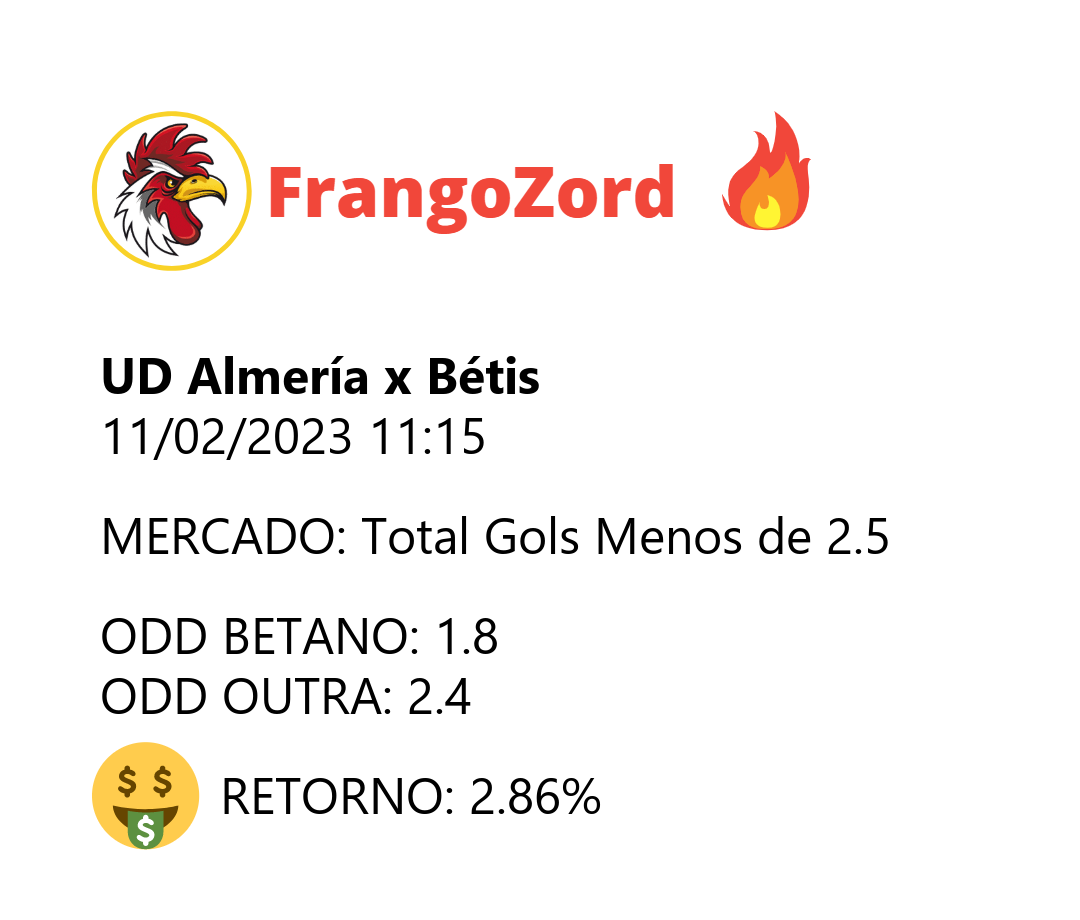 FrangoZord
UD Almería x Bétis
11/02/2023 11:15
MERCADO: Total Gols Menos de 2.5
ODD BETANO: 1.8
ODD OUTRA: 2.4
RETORNO: 2.86%